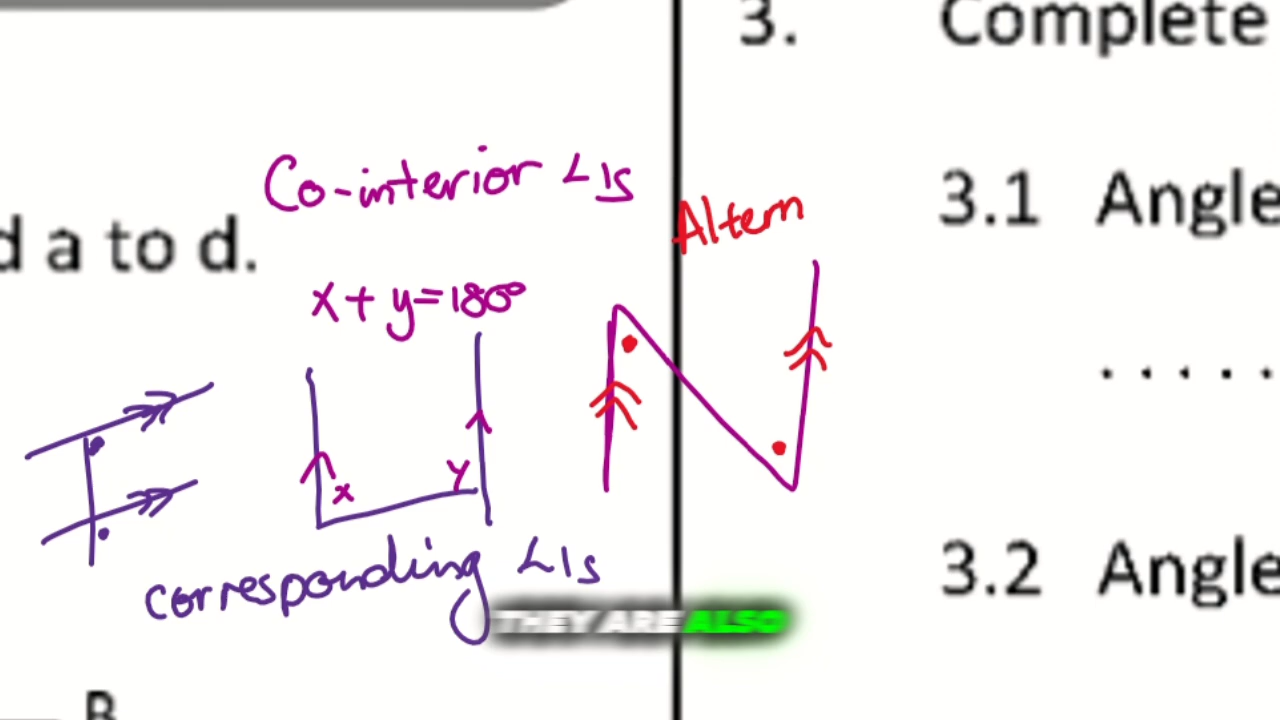 3. Complete
Co-interior ∠'s
3.1 Angle
Altern
d a to d.
x + y = 180°
.....
x
y
3.2 Angle
corresponding ∠'s
THEY ARE ALSO
B